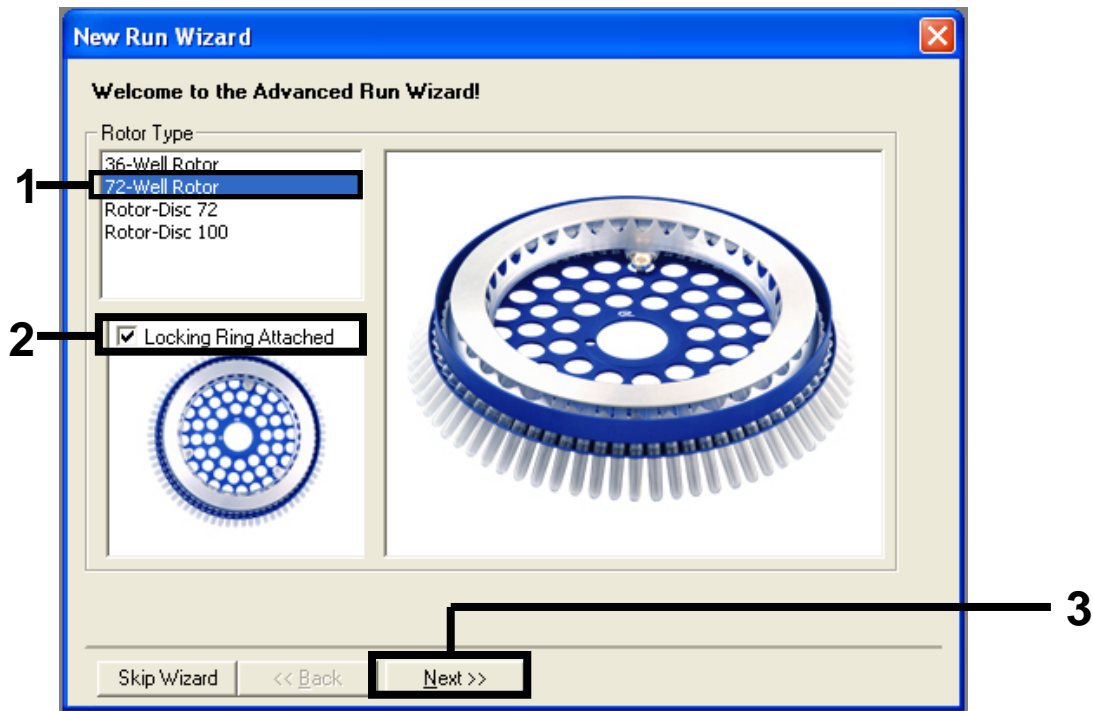 New Run Wizard
Welcome to the Advanced Run Wizard!
Rotor Type
36-Well Rotor
1
72-Well Rotor
Rotor-Disc 72
Rotor-Disc 100
2
Locking Ring Attached
3
Skip Wizard
<< Back
Next >>